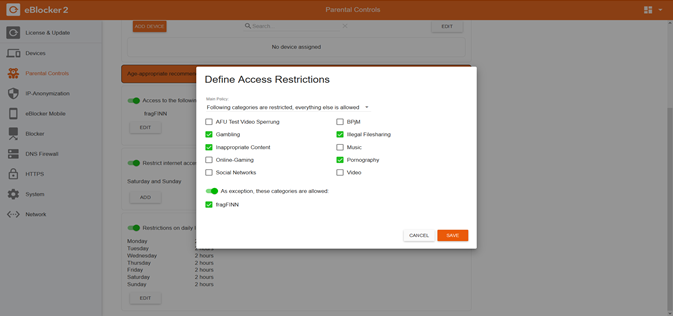 eBlocker 2
Parental Controls
License & Update
Devices
Parental Controls
IP-Anonymization
eBlocker Mobile
Blocker
DNS Firewall
HTTPS
System
Network
ADD DEVICE
Search
EDIT
No device assigned
Age appropriate recomm
Access to the following
fragFINN
EDIT
Restrict internet access
Saturday and Sunday
ADD
Restrictions on daily
Monday
Tuesday 2 hours
Wednesday 2 hours
Thursday 2 hours
Friday 2 hours
Saturday 2 hours
Sunday 2 hours
EDIT
Define Access Restrictions
Main Policy
Following categories are restricted, everything else is allowed
AFU Test Video Sperrung
BPjM
Gambling
Illegal Filesharing
Inappropriate Content
Music
Online-Gaming
Pornography
Social Networks
Video
As exception, these categories are allowed:
fragFINN
CANCEL
SAVE